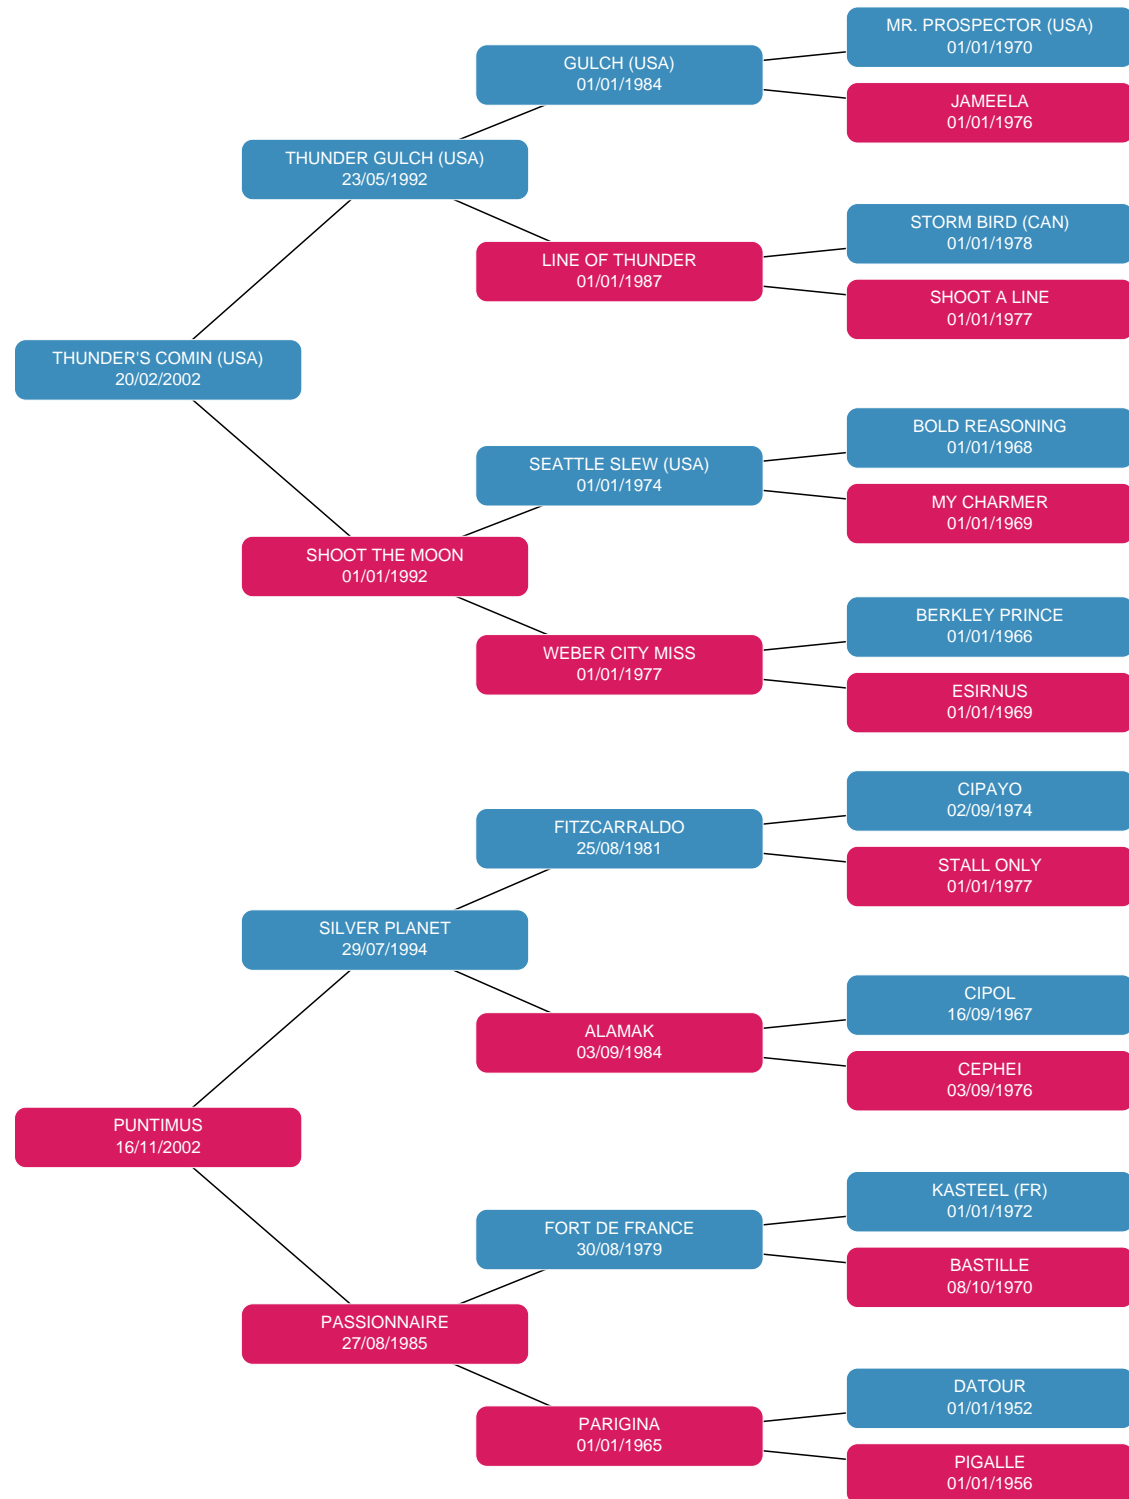 MR. PROSPECTOR (USA)
01/01/1970
GULCH (USA)
01/01/1984
JAMEELA
01/01/1976
THUNDER GULCH (USA)
23/05/1992
STORM BIRD (CAN)
01/01/1978
LINE OF THUNDER
01/01/1987
SHOOT A LINE
01/01/1977
THUNDER'S COMIN (USA)
20/02/2002
BOLD REASONING
01/01/1968
SEATTLE SLEW (USA)
01/01/1974
MY CHARMER
01/01/1969
SHOOT THE MOON
01/01/1992
BERKLEY PRINCE
01/01/1966
WEBER CITY MISS
01/01/1977
ESIRNUS
01/01/1969
CIPAYO
02/09/1974
FITZCARRALDO
25/08/1981
STALL ONLY
01/01/1977
SILVER PLANET
29/07/1994
CIPOL
16/09/1967
ALAMAK
03/09/1984
CEPHEI
03/09/1976
PUNTIMUS
16/11/2002
KASTEEL (FR)
01/01/1972
FORT DE FRANCE
30/08/1979
BASTILLE
08/10/1970
PASSIONNAIRE
27/08/1985
DATOUR
01/01/1952
PARIGINA
01/01/1965
PIGALLE
01/01/1956